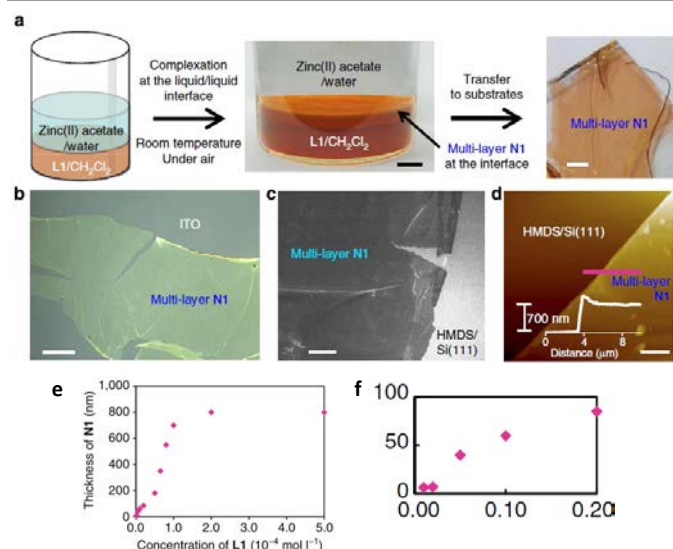 a
Zinc(II) acetate
/water
L1/CH2Cl2
Complexation
at the liquid/liquid
interface
Room temperature
Under air
Zinc(II) acetate
/water
L1/CH2Cl2
Transfer
to substrates
Multi-layer N1
at the interface
Multi-layer N1
b
ITO
Multi-layer N1
c
Multi-layer N1
HMDS/
Si(111)
d
HMDS/Si(111)
Multi-layer
N1
700 nm
0 4 8
Distance (μm)
e
Thickness of N1 (nm)
1,000
800
600
400
200
0
0.0 1.0 2.0 3.0 4.0 5.0
Concentration of L1 (10⁻⁴ mol l⁻¹)
f
100
50
0
0.00 0.10 0.20